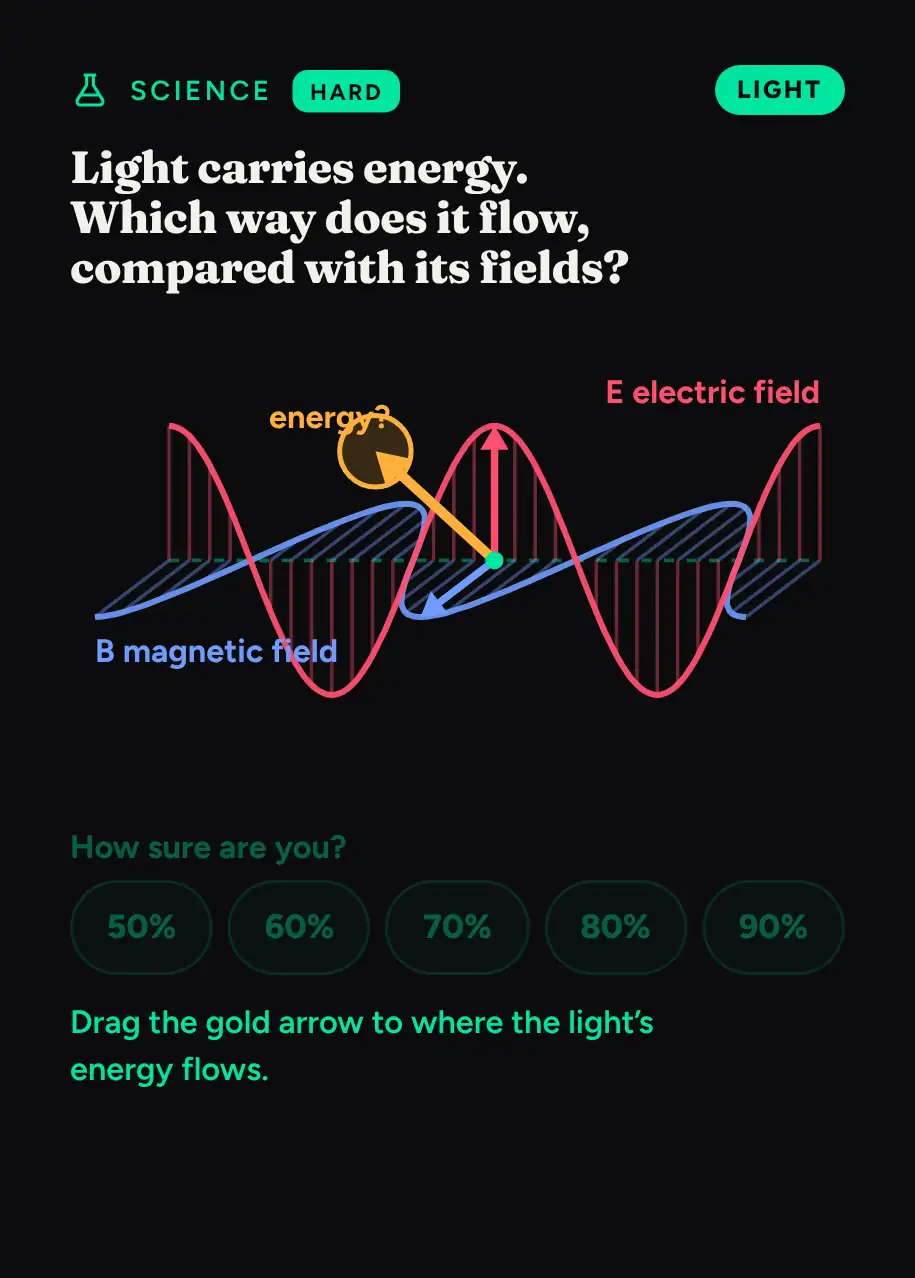 SCIENCE HARD LIGHT
Light carries energy.
Which way does it flow,
compared with its fields?
E electric field
energy?
B magnetic field
How sure are you?
50% 60% 70% 80% 90%
Drag the gold arrow to where the light’s
energy flows.